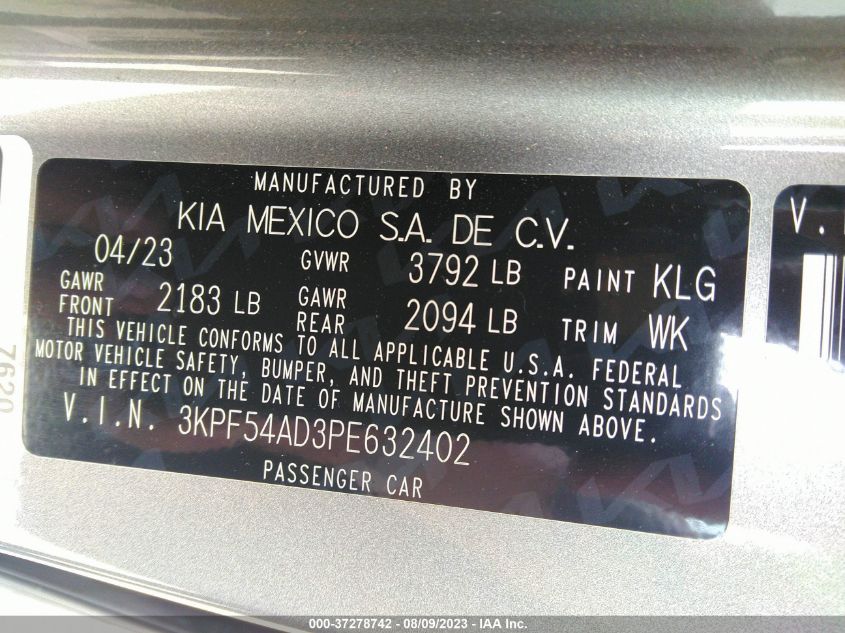 MANUFACTURED BY
KIA MEXICO S.A. DE C.V.
04/23 GVWR 3792 LB PAINT KLG
GAWR FRONT 2183 LB GAWR REAR 2094 LB TRIM WK
THIS VEHICLE CONFORMS TO ALL APPLICABLE U.S.A. FEDERAL
MOTOR VEHICLE SAFETY, BUMPER, AND THEFT PREVENTION STANDARDS
IN EFFECT ON THE DATE OF MANUFACTURE SHOWN ABOVE.
V.I.N. 3KPF54AD3PE632402
PASSENGER CAR
7620
V.I
000-37278742 - 08/09/2023 - IAA Inc.